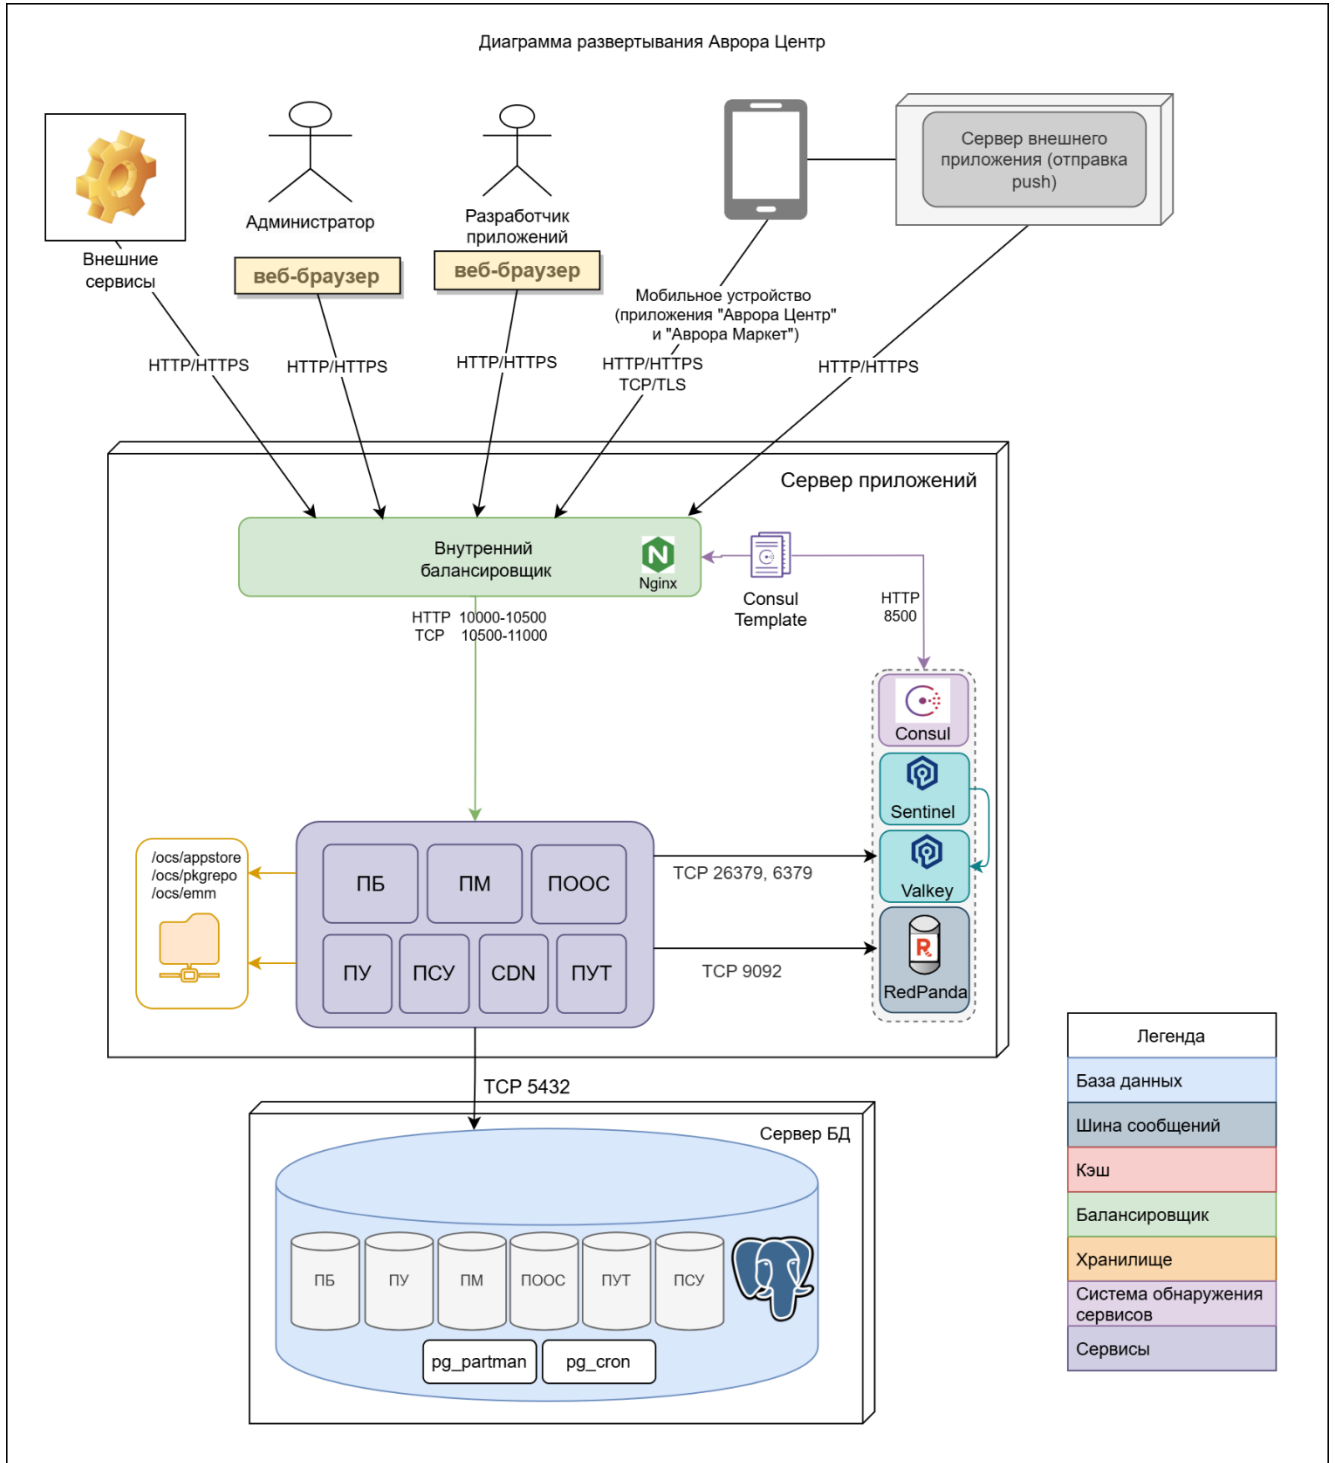 Диаграмма развертывания Аврора Центр
Внешние
сервисы
Администратор
веб-браузер
Разработчик
приложений
веб-браузер
Мобильное устройство
(приложения "Аврора Центр"
и "Аврора Маркет")
Сервер внешнего
приложения (отправка
push)
HTTP/HTTPS
HTTP/HTTPS
HTTP/HTTPS
HTTP/HTTPS
TCP/TLS
HTTP/HTTPS
Сервер приложений
Внутренний
балансировщик
Nginx
Consul
Template
HTTP
8500
HTTP 10000-10500
TCP 10500-11000
Consul
Sentinel
Valkey
RedPanda
/ocs/appstore
/ocs/pkgrepo
/ocs/emm
ПБ
ПМ
ПООС
ПУ
ПСУ
CDN
ПУТ
TCP 26379, 6379
TCP 9092
TCP 5432
Сервер БД
ПБ
ПУ
ПМ
ПООС
ПУТ
ПСУ
pg_partman
pg_cron
Легенда
База данных
Шина сообщений
Кэш
Балансировщик
Хранилище
Система обнаружения
сервисов
Сервисы